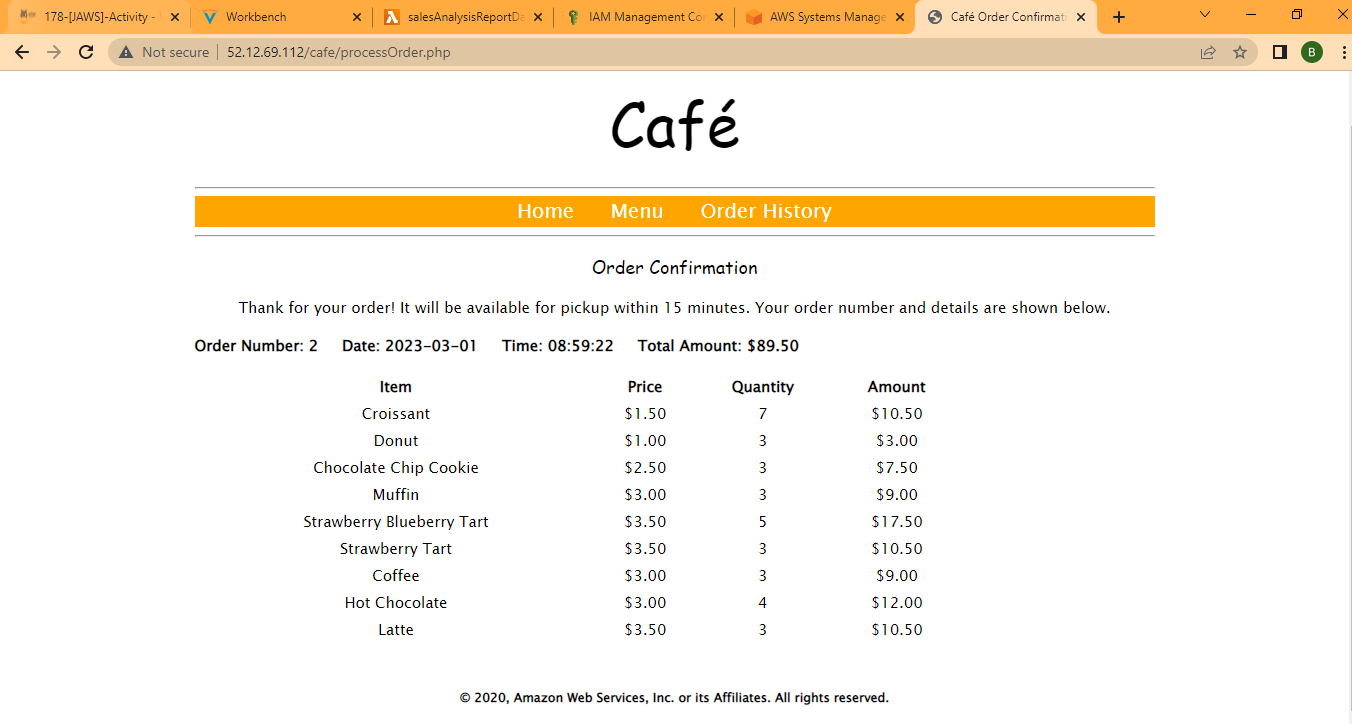 178-[JAWS]-Activity - Workbench salesAnalysisReportDa IAM Management Con AWS Systems Manage Café Order Confirmati
Not secure 52.12.69.112/cafe/processOrder.php B
Café
Home Menu Order History
Order Confirmation
Thank for your order! It will be available for pickup within 15 minutes. Your order number and details are shown below.
Order Number: 2 Date: 2023-03-01 Time: 08:59:22 Total Amount: $89.50
Item Price Quantity Amount
Croissant $1.50 7 $10.50
Donut $1.00 3 $3.00
Chocolate Chip Cookie $2.50 3 $7.50
Muffin $3.00 3 $9.00
Strawberry Blueberry Tart $3.50 5 $17.50
Strawberry Tart $3.50 3 $10.50
Coffee $3.00 3 $9.00
Hot Chocolate $3.00 4 $12.00
Latte $3.50 3 $10.50
© 2020, Amazon Web Services, Inc. or its Affiliates. All rights reserved.